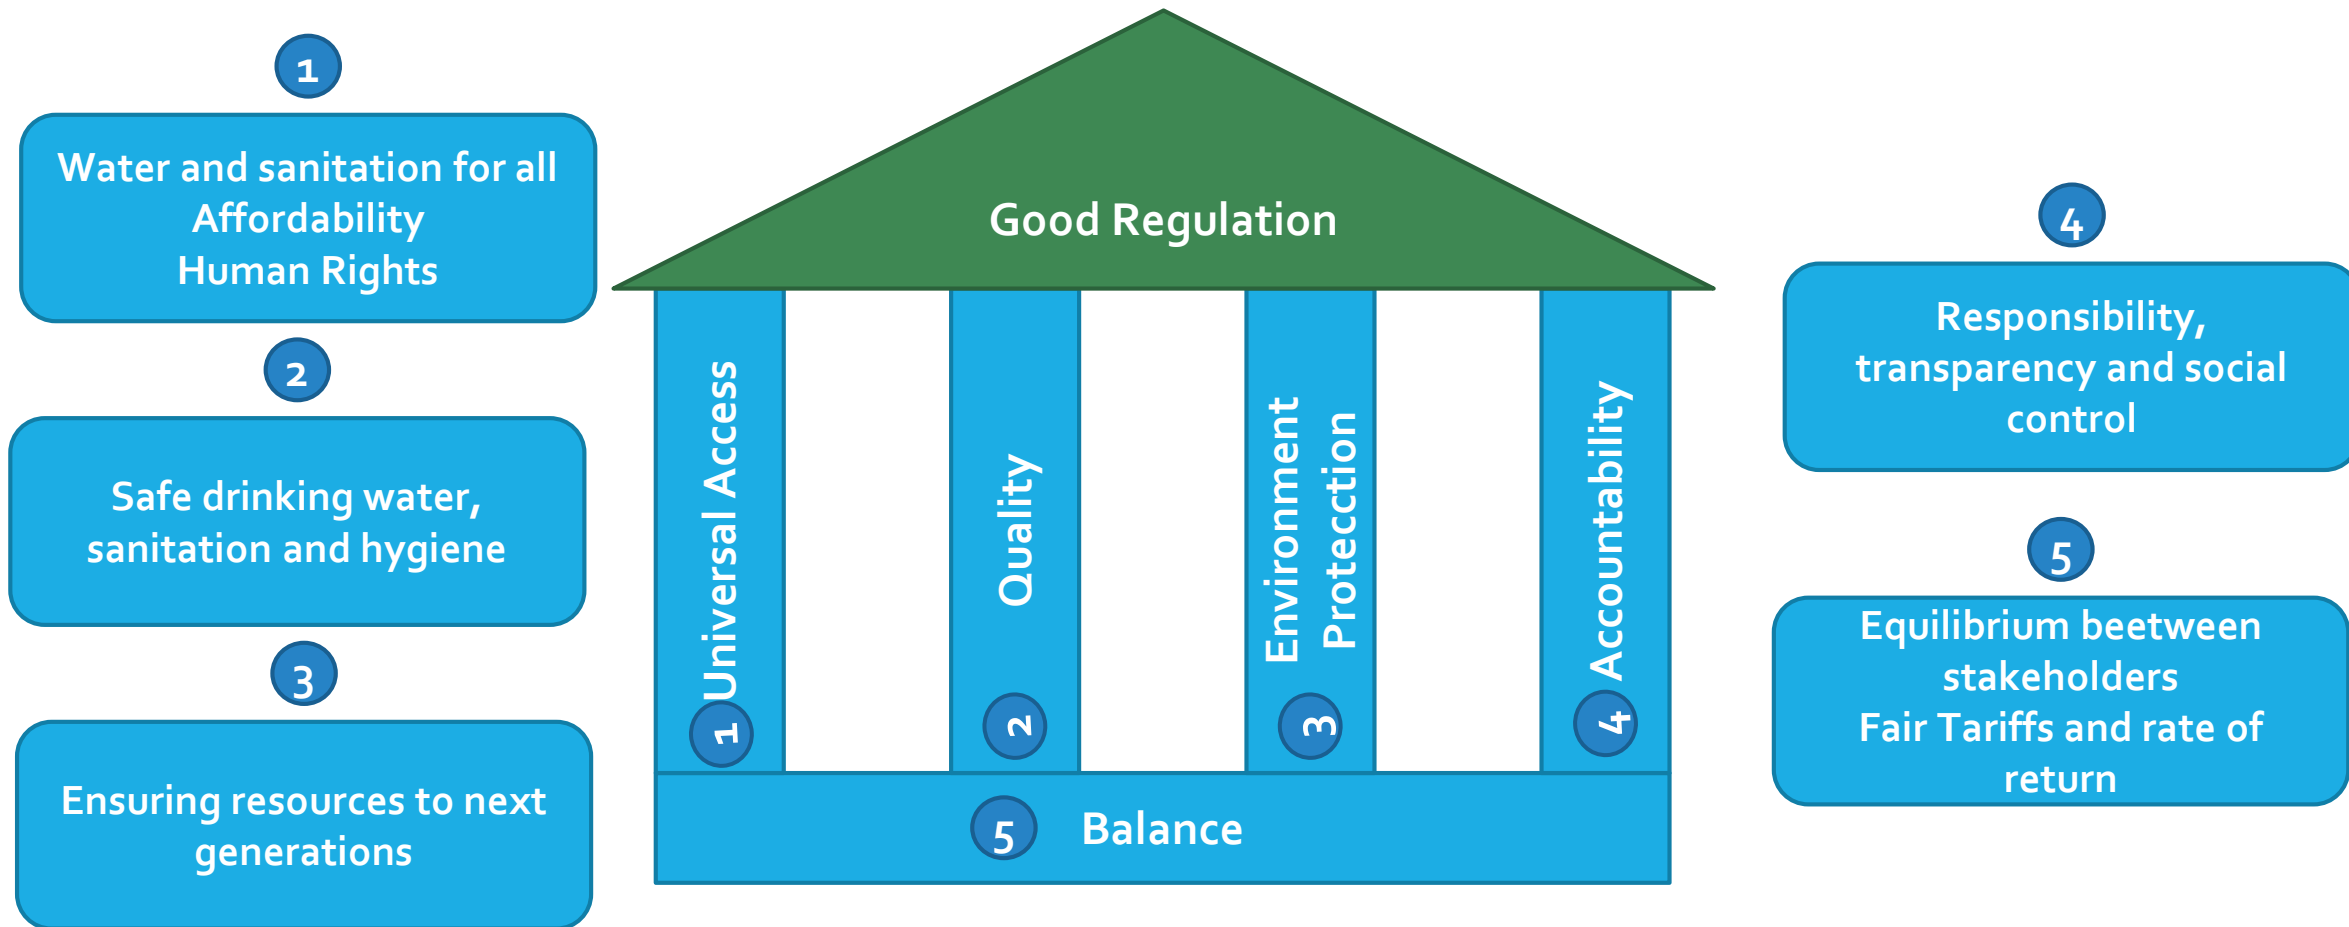 1
Water and sanitation for all
Affordability
Human Rights
2
Safe drinking water,
sanitation and hygiene
3
Ensuring resources to next
generations
Good Regulation
1 Universal Access
2 Quality
3 Environment
Protecction
4 Accountability
5 Balance
4
Responsibility,
transparency and social
control
5
Equilibrium beetween
stakeholders
Fair Tariffs and rate of
return